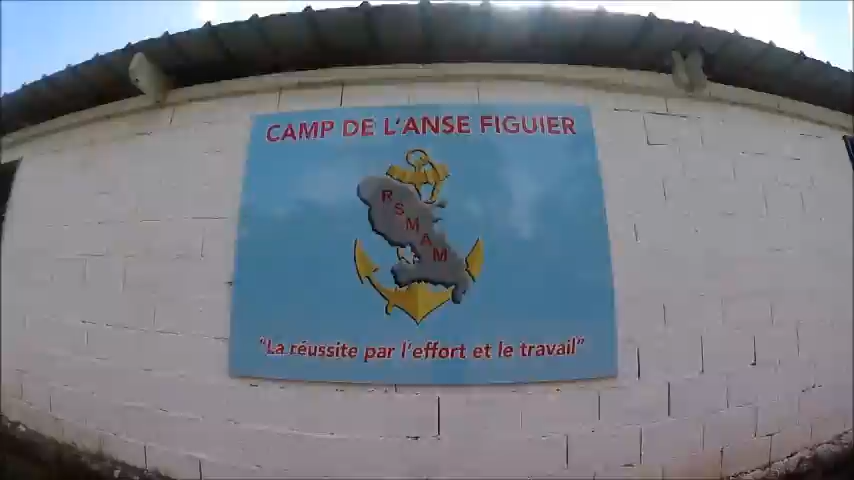 CAMP DE L'ANSE FIGUIER
RSMAM
"La réussite par l'effort et le travail"